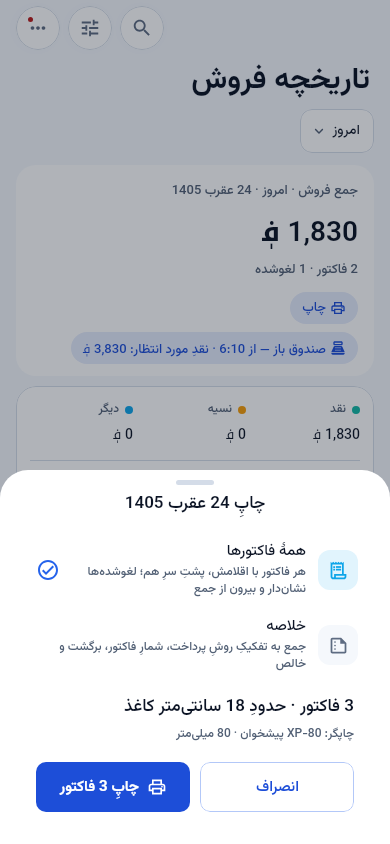 تاریخچه فروش
امروز
جمع فروش · امروز · 24 عقرب 1405
1,830 ؋
2 فاکتور · 1 لغوشده
چاپ
صندوق باز – از 6:10 · نقدِ مورد انتظار: 3,830 ؋
نقد
نسیه
دیگر
1,830 ؋
0 ؋
0 ؋
چاپِ 24 عقرب 1405
همهٔ فاکتورها
هر فاکتور با اقلامش، پشتِ سرِ هم؛ لغوشده‌ها
نشان‌دار و بیرون از جمع
خلاصه
جمع به تفکیکِ روشِ پرداخت، شمارِ فاکتور، برگشت و
خالص
3 فاکتور · حدودِ 18 سانتی‌متر کاغذ
چاپگر: XP-80 پیشخوان · 80 میلی‌متر
انصراف
چاپِ 3 فاکتور